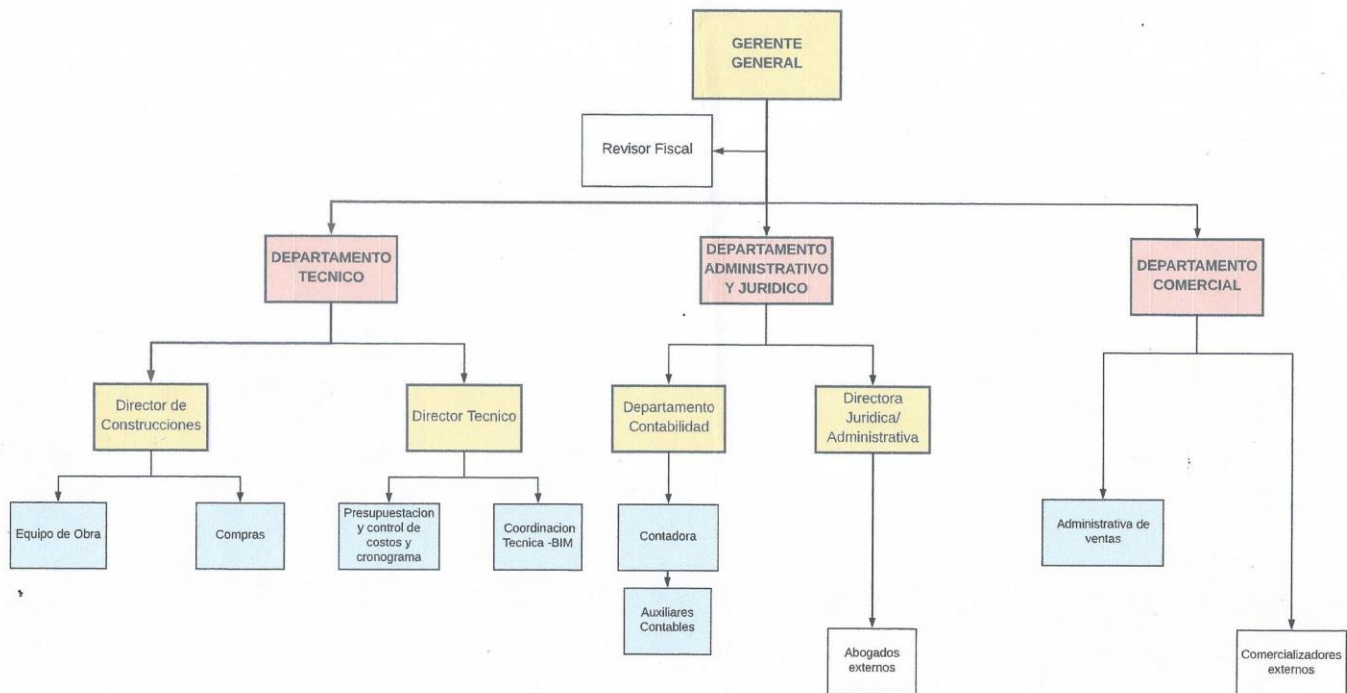 GERENTE
GENERAL
Revisor Fiscal
DEPARTAMENTO
TECNICO
DEPARTAMENTO
ADMINISTRATIVO
Y JURIDICO
DEPARTAMENTO
COMERCIAL
Director de
Construcciones
Director Tecnico
Departamento
Contabilidad
Directora
Juridica/
Administrativa
Equipo de Obra
Compras
Presupuestacion
y control de
costos y
cronograma
Coordinacion
Tecnica -BIM
Contadora
Administrativa de
ventas
Auxiliares
Contables
Abogados
externos
Comercializadores
externos